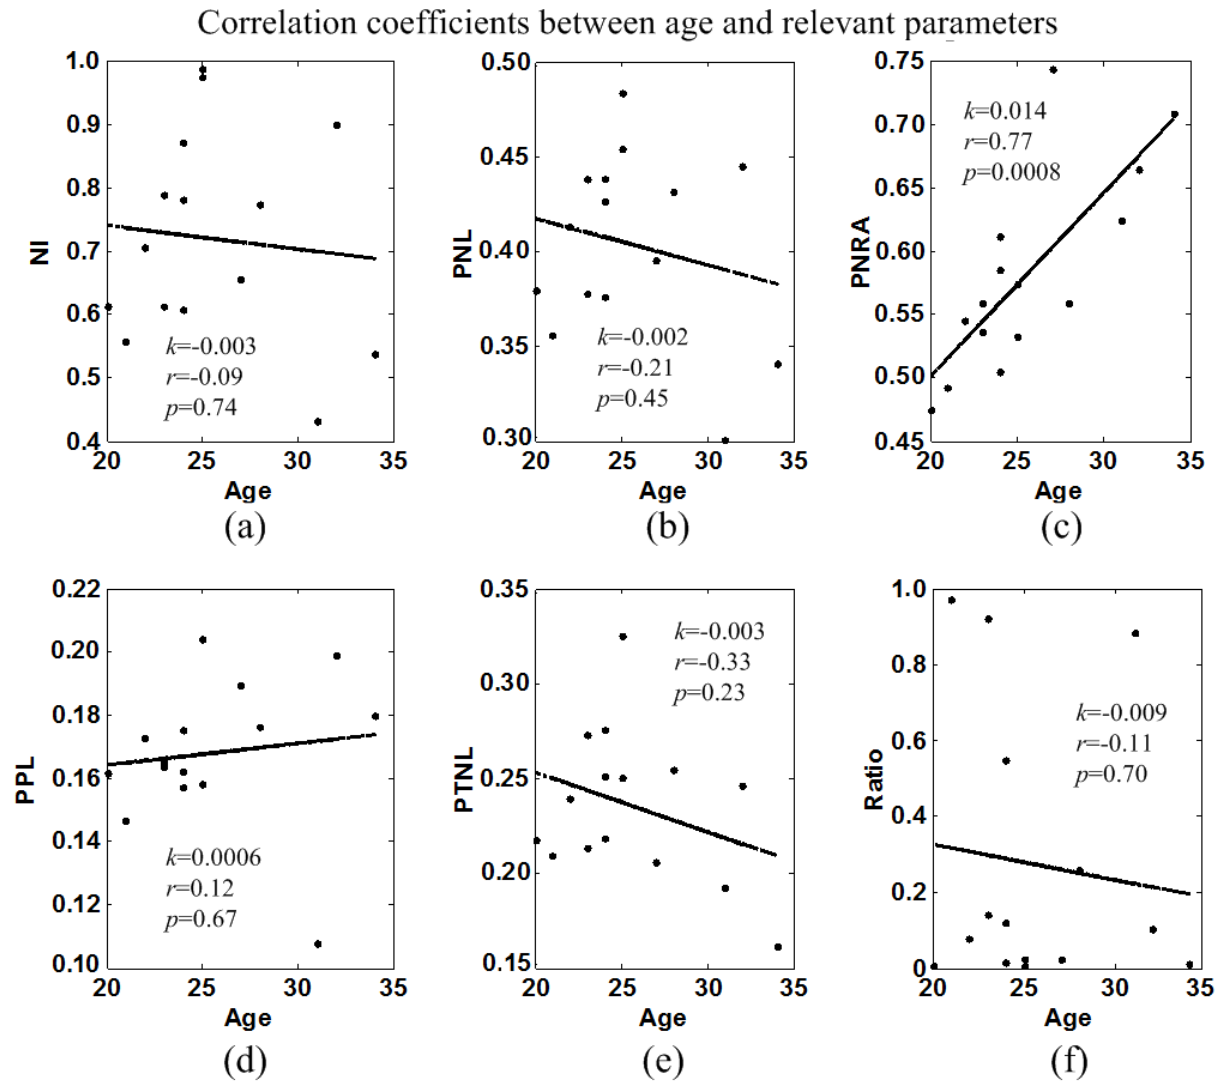 Correlation coefficients between age and relevant parameters
1.0
0.9
0.8
0.7
0.6
0.5
0.4
NI
k=-0.003
r=-0.09
p=0.74
20 25 30 35
Age
(a)
0.50
0.45
0.40
0.35
0.30
PNL
k=-0.002
r=-0.21
p=0.45
20 25 30 35
Age
(b)
0.75
0.70
0.65
0.60
0.55
0.50
0.45
PNRA
k=0.014
r=0.77
p=0.0008
20 25 30 35
Age
(c)
0.22
0.20
0.18
0.16
0.14
0.12
0.10
PPL
k=0.0006
r=0.12
p=0.67
20 25 30 35
Age
(d)
0.35
0.30
0.25
0.20
0.15
PTNL
k=-0.003
r=-0.33
p=0.23
20 25 30 35
Age
(e)
1.0
0.8
0.6
0.4
0.2
0
Ratio
k=-0.009
r=-0.11
p=0.70
20 25 30 35
Age
(f)